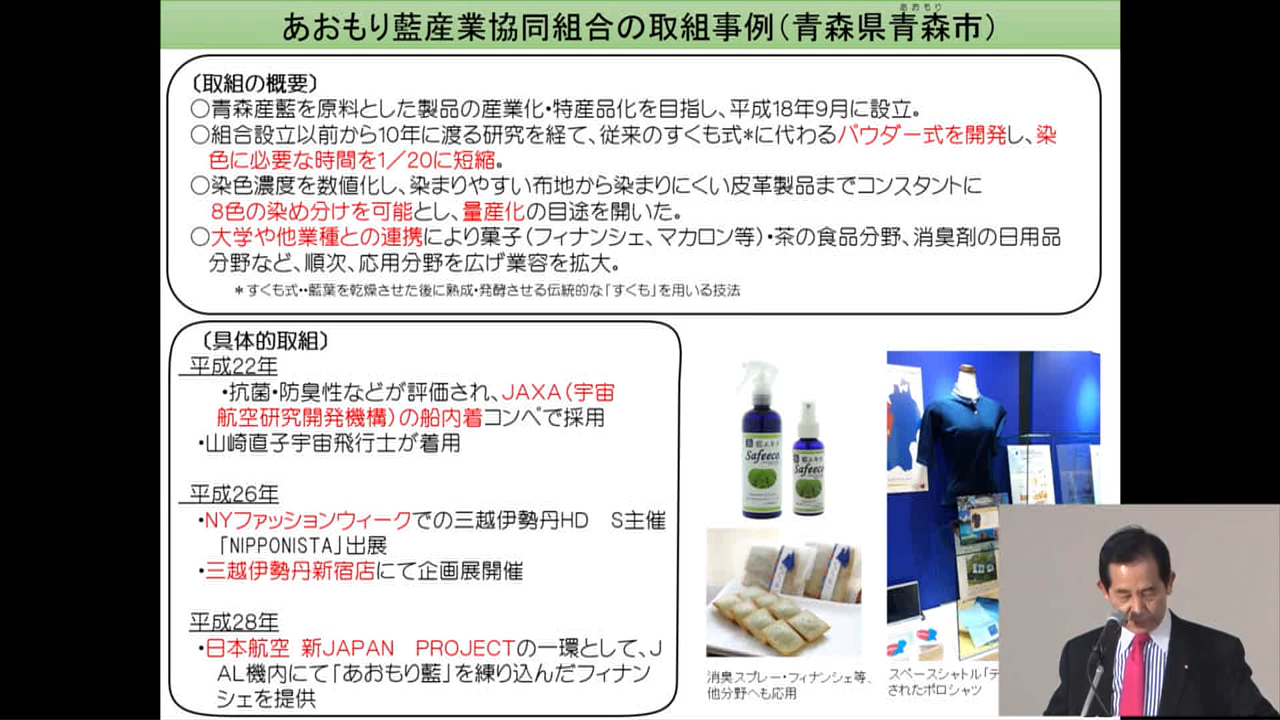 あおもり
あおもり藍産業協同組合の取組事例(青森県青森市)
〔取組の概要〕
○青森産藍を原料とした製品の産業化・特産品化を目指し、平成18年9月に設立。
○組合設立以前から10年に渡る研究を経て、従来のすくも式*に代わるパウダー式を開発し、染
色に必要な時間を1/20に短縮。
○染色濃度を数値化し、染まりやすい布地から染まりにくい皮革製品までコンスタントに
8色の染め分けを可能とし、量産化の目途を開いた。
○大学や他業種との連携により菓子(フィナンシェ、マカロン等)・茶の食品分野、消臭剤の日用品
分野など、順次、応用分野を広げ業容を拡大。
*すくも式・・藍葉を乾燥させた後に熟成・発酵させる伝統的な「すくも」を用いる技法
〔具体的取組〕
平成22年
・抗菌・防臭性などが評価され、JAXA(宇宙
航空研究開発機構)の船内着コンペで採用
・山崎直子宇宙飛行士が着用
平成26年
・NYファッションウィークでの三越伊勢丹HD S主催
「NIPPONISTA」出展
・三越伊勢丹新宿店にて企画展開催
平成28年
・日本航空 新JAPAN PROJECTの一環として、J
AL機内にて「あおもり藍」を練り込んだフィナン
シェを提供
Safeeco
Safeeco
消臭スプレー・フィナンシェ等、
他分野へも応用
スペースシャトル「デ
されたポロシャツ